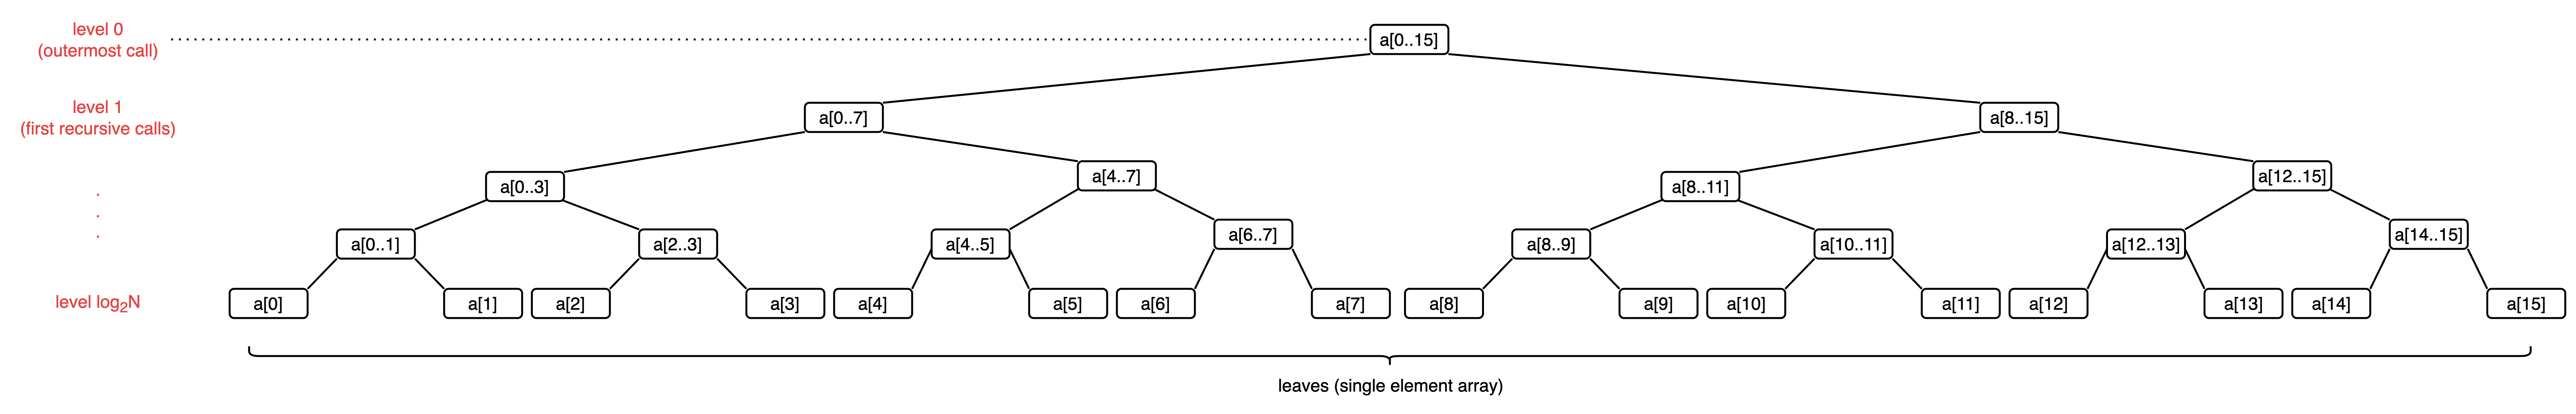 level 0
(outermost call)
a[0..15]
level 1
(first recursive calls)
a[0..7]
a[8..15]
a[0..3]
a[4..7]
a[8..11]
a[12..15]
.
.
.
a[0..1]
a[2..3]
a[4..5]
a[6..7]
a[8..9]
a[10..11]
a[12..13]
a[14..15]
level log₂N
a[0]
a[1]
a[2]
a[3]
a[4]
a[5]
a[6]
a[7]
a[8]
a[9]
a[10]
a[11]
a[12]
a[13]
a[14]
a[15]
leaves (single element array)